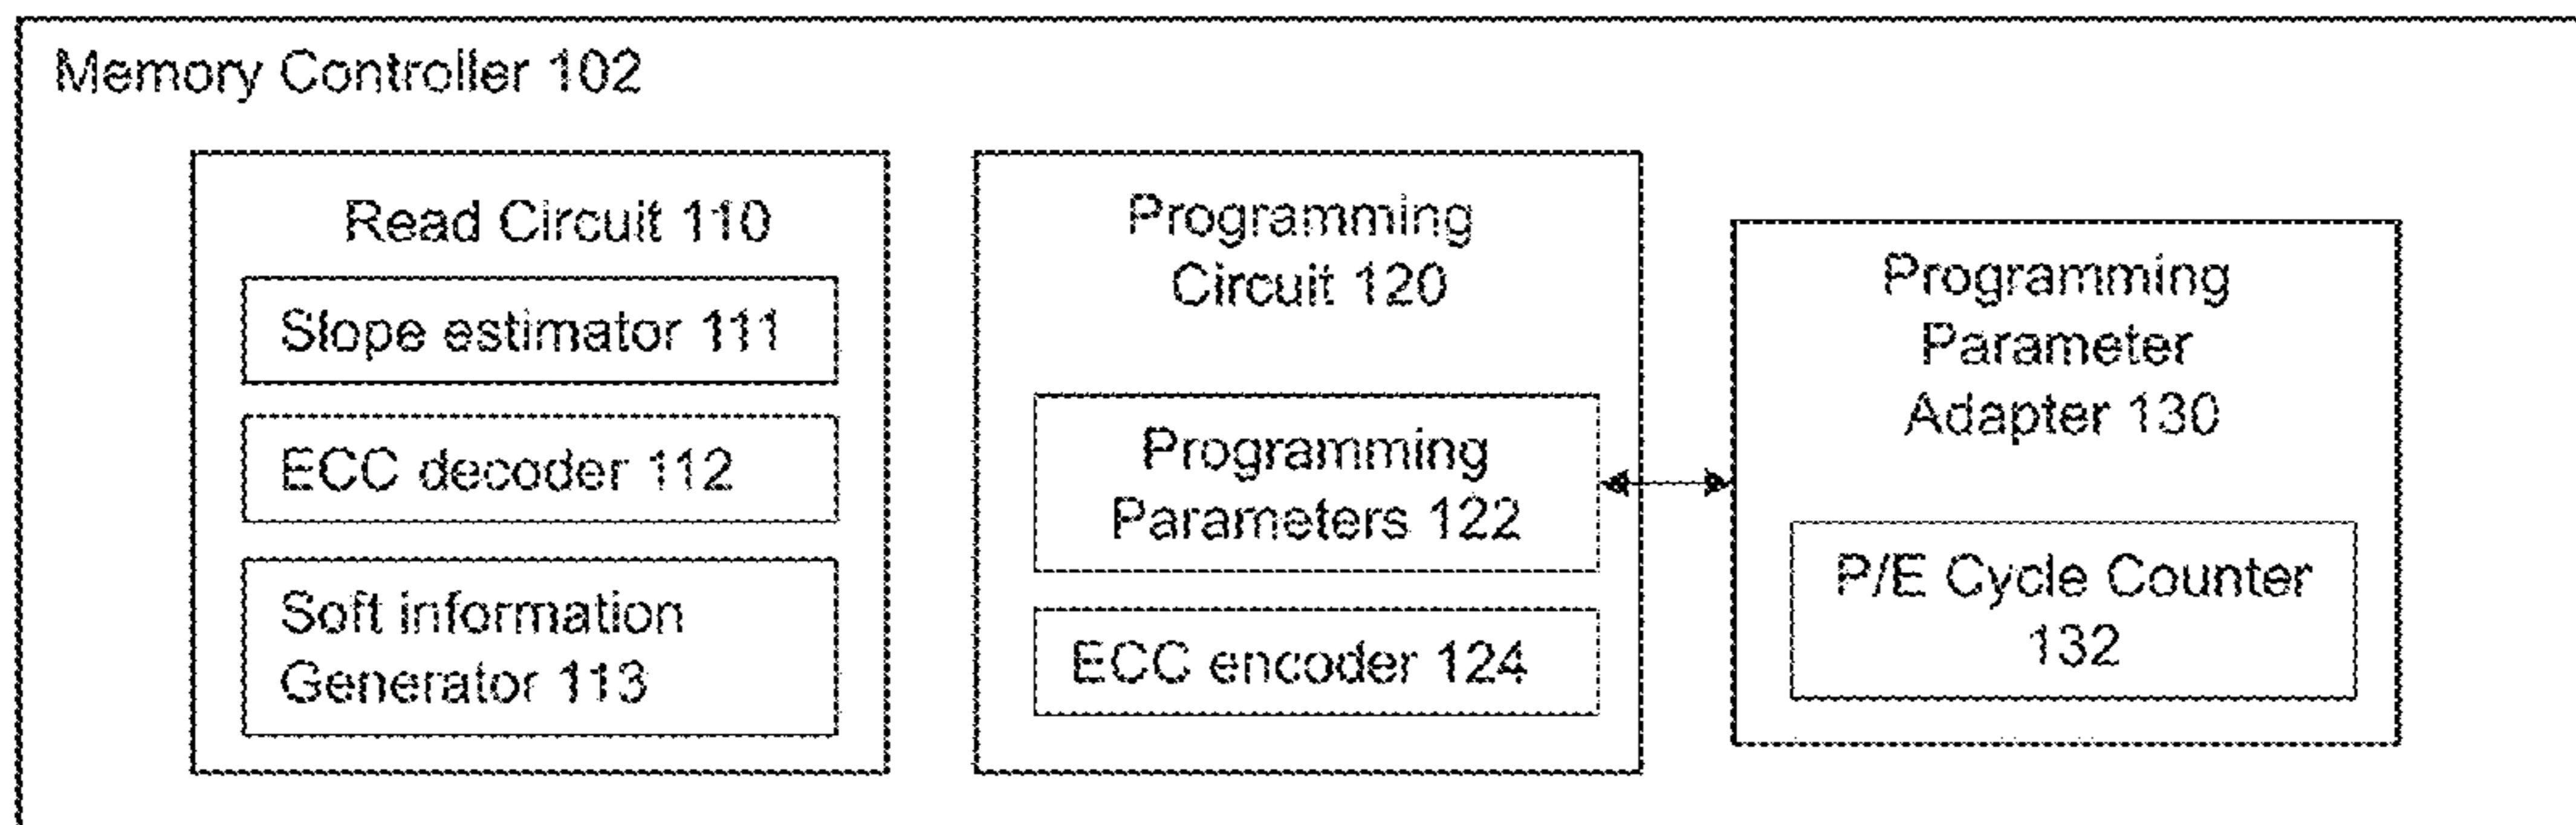 Memory Controller 102
Read Circuit 110
Slope estimator 111
ECC decoder 112
Soft information
Generator 113
Programming
Circuit 120
Programming
Parameters 122
ECC encoder 124
Programming
Parameter
Adapter 130
P/E Cycle Counter
132